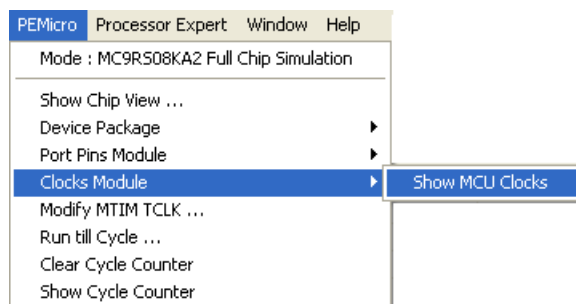 PEMicro Processor Expert Window Help
Mode : MC9RS08KA2 Full Chip Simulation
Show Chip View ...
Device Package
Port Pins Module
Clocks Module Show MCU Clocks
Modify MTIM TCLK ...
Run till Cycle ...
Clear Cycle Counter
Show Cycle Counter